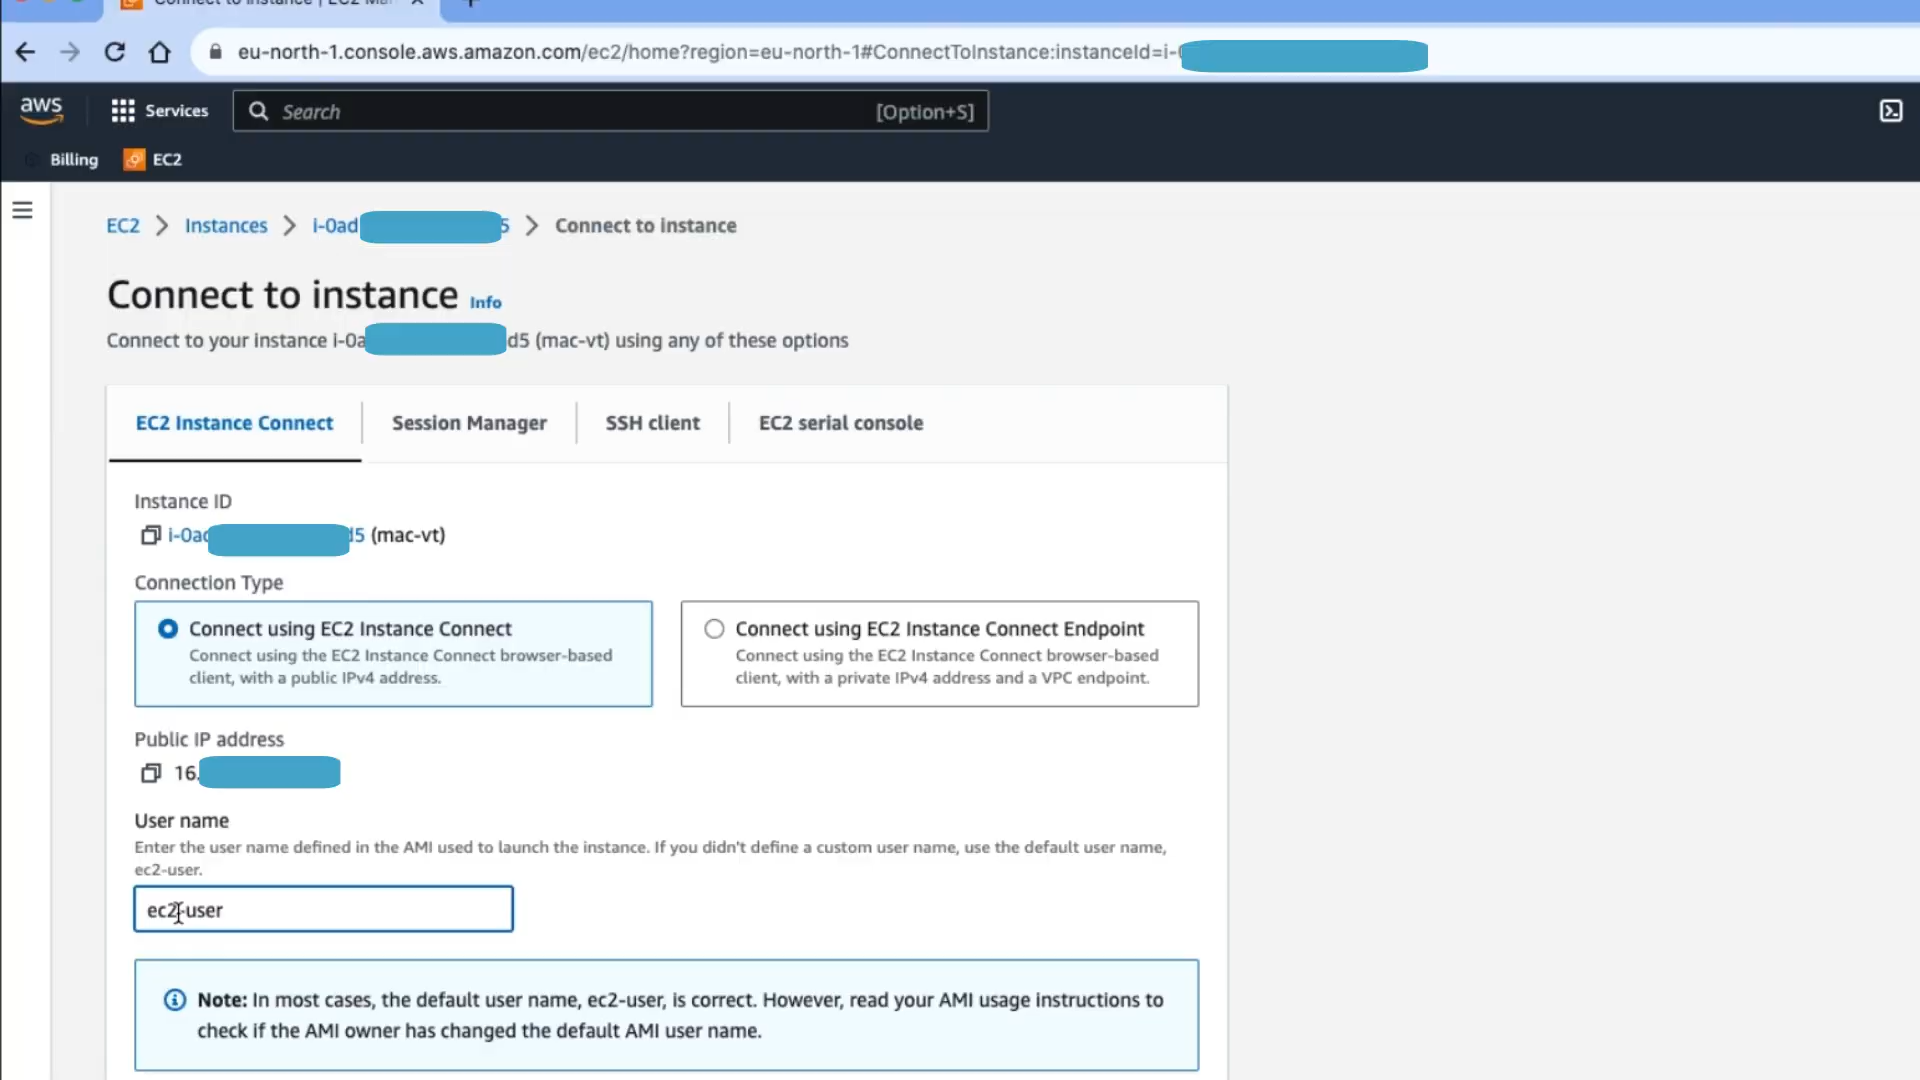 Connect to instance | EC2 Man
eu-north-1.console.aws.amazon.com/ec2/home?region=eu-north-1#ConnectToInstance:instanceId=i-
aws Services Search [Option+S]
Billing EC2
EC2 Instances i-0ad 5 Connect to instance
Connect to instance Info
Connect to your instance i-0a d5 (mac-vt) using any of these options
EC2 Instance Connect Session Manager SSH client EC2 serial console
Instance ID
i-0ad d5 (mac-vt)
Connection Type
Connect using EC2 Instance Connect
Connect using the EC2 Instance Connect browser-based
client, with a public IPv4 address.
Connect using EC2 Instance Connect Endpoint
Connect using the EC2 Instance Connect browser-based
client, with a private IPv4 address and a VPC endpoint.
Public IP address
16.
User name
Enter the user name defined in the AMI used to launch the instance. If you didn't define a custom user name, use the default user name,
ec2-user.
ec2-user
Note: In most cases, the default user name, ec2-user, is correct. However, read your AMI usage instructions to
check if the AMI owner has changed the default AMI user name.